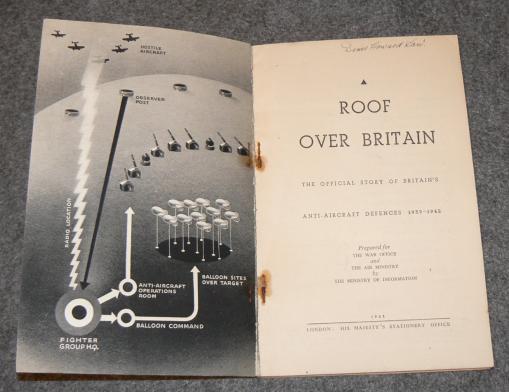 HOSTILE
AIRCRAFT
OBSERVER
POST
RADIO LOCATION
ANTI-AIRCRAFT
OPERATIONS
ROOM
BALLOON SITES
OVER TARGET
BALLOON COMMAND
FIGHTER
GROUP H.Q.
ROOF
OVER BRITAIN
THE OFFICIAL STORY OF BRITAIN'S
ANTI-AIRCRAFT DEFENCES 1939-1942
Prepared for
THE WAR OFFICE
and
THE AIR MINISTRY
by
THE MINISTRY OF INFORMATION
LONDON: HIS MAJESTY'S STATIONERY OFFICE